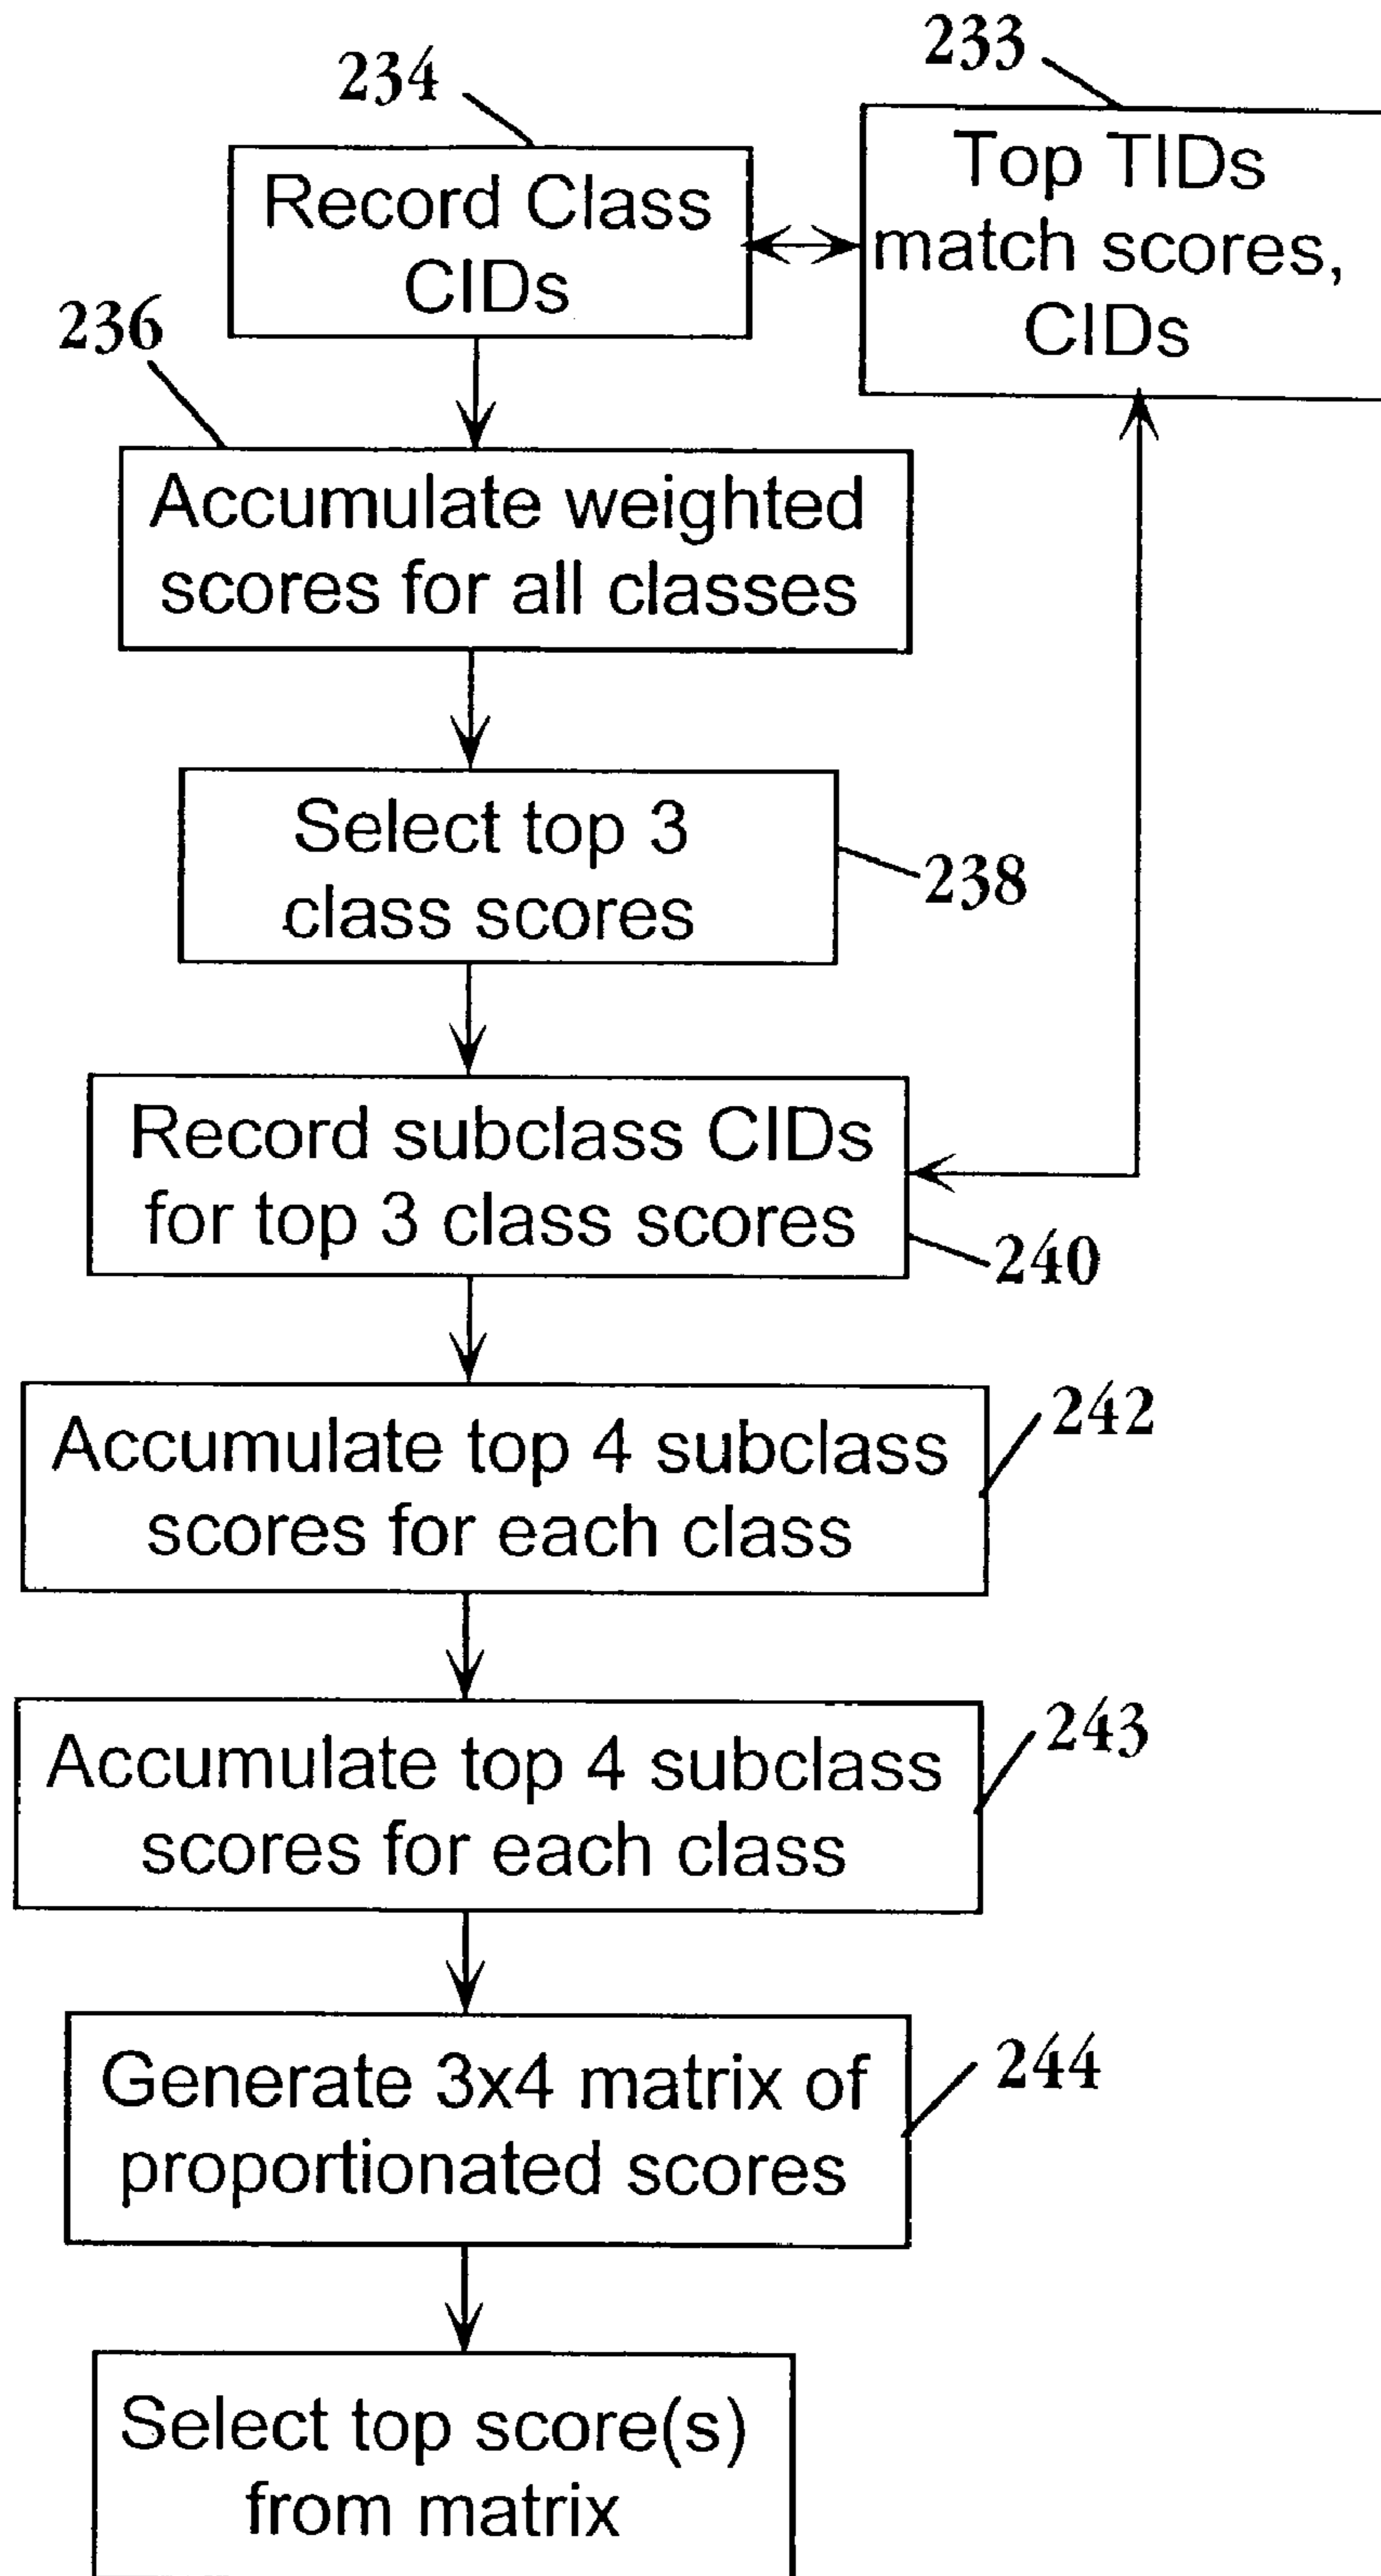 233
234
Top TIDs
match scores,
CIDs
Record Class
CIDs
236
Accumulate weighted
scores for all classes
Select top 3
class scores
238
Record subclass CIDs
for top 3 class scores
240
Accumulate top 4 subclass
scores for each class
242
Accumulate top 4 subclass
scores for each class
243
Generate 3x4 matrix of
proportionated scores
244
Select top score(s)
from matrix